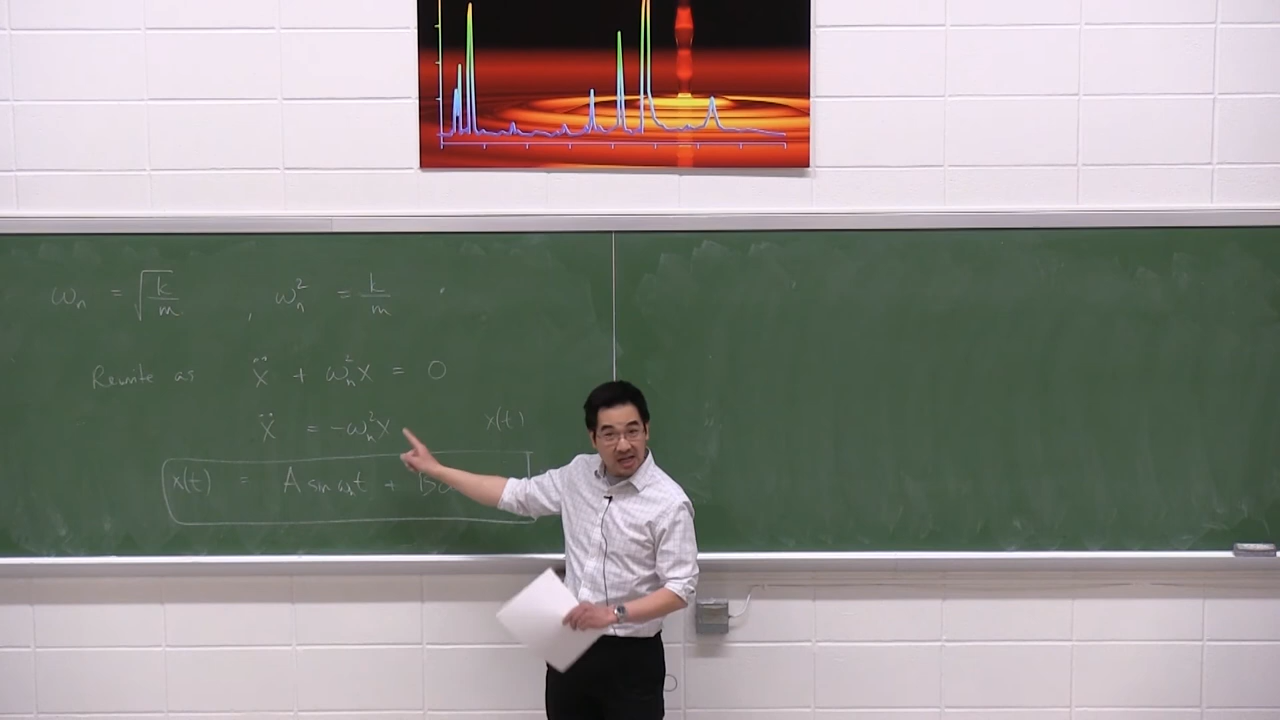 ωₙ = √(k/m) , ωₙ² = k/m
Rewrite as ẍ + ωₙ²x = 0
ẍ = -ωₙ²x x(t)
x(t) = A sin ωₙt +